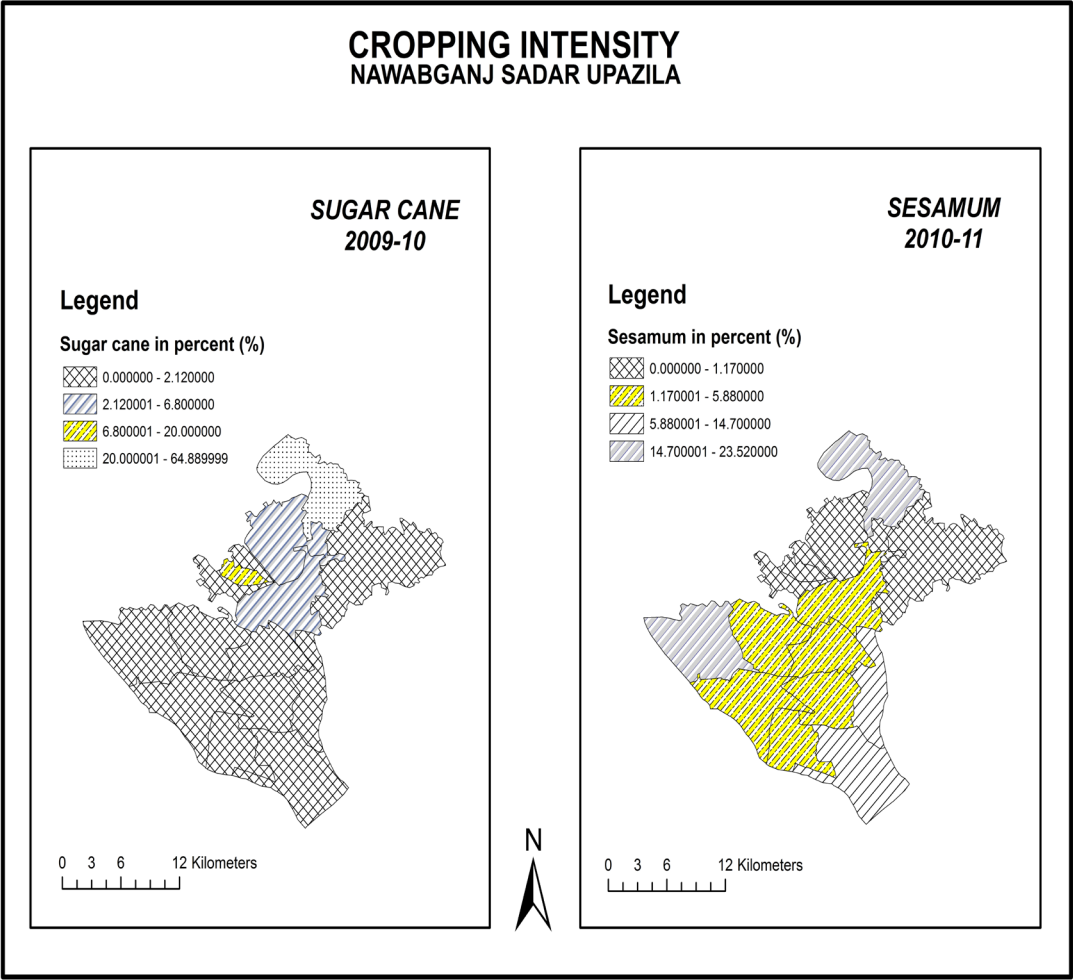 CROPPING INTENSITY
NAWABGANJ SADAR UPAZILA
SUGAR CANE
2009-10
Legend
Sugar cane in percent (%)
0.000000 - 2.120000
2.120001 - 6.800000
6.800001 - 20.000000
20.000001 - 64.889999
0 3 6 12 Kilometers
N
SESAMUM
2010-11
Legend
Sesamum in percent (%)
0.000000 - 1.170000
1.170001 - 5.880000
5.880001 - 14.700000
14.700001 - 23.520000
0 3 6 12 Kilometers